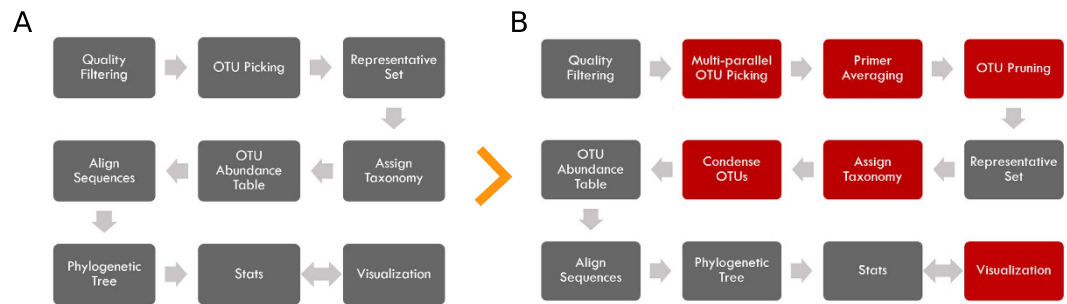 A
Quality
Filtering
OTU Picking
Representative
Set
Align
Sequences
OTU
Abundance
Table
Assign
Taxonomy
Phylogenetic
Tree
Stats
Visualization
B
Quality
Filtering
Multi-parallel
OTU Picking
Primer
Averaging
OTU Pruning
OTU
Abundance
Table
Condense
OTUs
Assign
Taxonomy
Representative
Set
Align
Sequences
Phylogenetic
Tree
Stats
Visualization